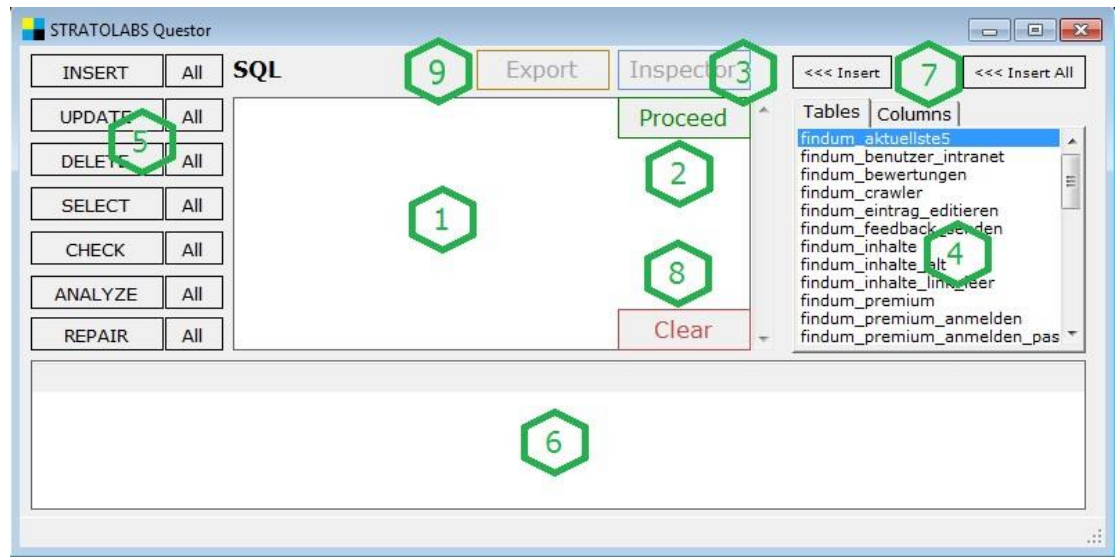 STRATOLABS Questor
INSERT All
UPDATE All
DELETE All
SELECT All
CHECK All
ANALYZE All
REPAIR All
SQL 9 Export Inspector 3
Proceed
1
2
8
Clear
5
<<< Insert 7 <<< Insert All
Tables Columns
findum_aktuellste5
findum_benutzer_intranet
findum_bewertungen
findum_crawler
findum_eintrag_editieren
findum_feedback_senden
findum_inhalte
findum_inhalte_alt
findum_inhalte_link_leer
findum_premium
findum_premium_anmelden
findum_premium_anmelden_pas
4
6